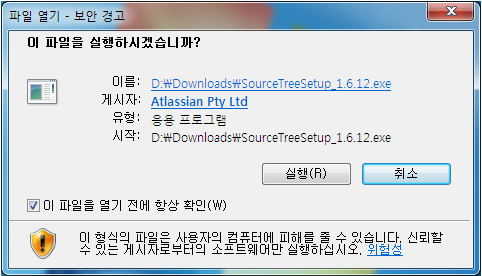 파일 열기 - 보안 경고
이 파일을 실행하시겠습니까?
이름: D:\Downloads\SourceTreeSetup_1.6.12.exe
게시자: Atlassian Pty Ltd
유형: 응용 프로그램
시작: D:\Downloads\SourceTreeSetup_1.6.12.exe
실행(R) 취소
이 파일을 열기 전에 항상 확인(W)
이 형식의 파일은 사용자의 컴퓨터에 피해를 줄 수 있습니다. 신뢰할
수 있는 게시자로부터의 소프트웨어만 실행하십시오. 위험성